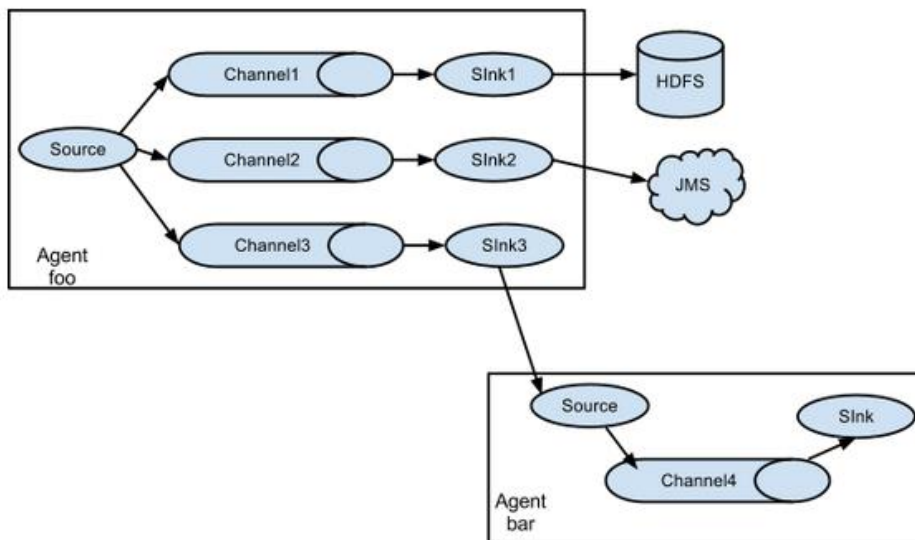 Channel1
SInk1
HDFS
Source
Channel2
SInk2
JMS
Channel3
SInk3
Agent
foo
Source
SInk
Channel4
Agent
bar